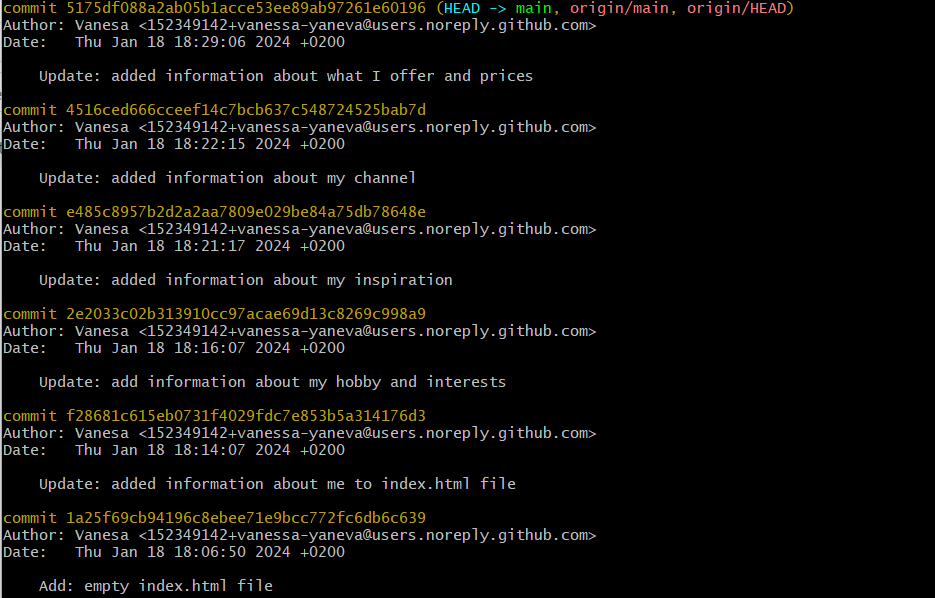 commit 5175df088a2ab05b1acce53ee89ab97261e60196 (HEAD -> main, origin/main, origin/HEAD)
Author: Vanesa <152349142+vanessa-yaneva@users.noreply.github.com>
Date:   Thu Jan 18 18:29:06 2024 +0200
Update: added information about what I offer and prices
commit 4516ced666cceef14c7bcb637c548724525bab7d
Author: Vanesa <152349142+vanessa-yaneva@users.noreply.github.com>
Date:   Thu Jan 18 18:22:15 2024 +0200
Update: added information about my channel
commit e485c8957b2d2a2aa7809e029be84a75db78648e
Author: Vanesa <152349142+vanessa-yaneva@users.noreply.github.com>
Date:   Thu Jan 18 18:21:17 2024 +0200
Update: added information about my inspiration
commit 2e2033c02b313910cc97acae69d13c8269c998a9
Author: Vanesa <152349142+vanessa-yaneva@users.noreply.github.com>
Date:   Thu Jan 18 18:16:07 2024 +0200
Update: add information about my hobby and interests
commit f28681c615eb0731f4029fdc7e853b5a314176d3
Author: Vanesa <152349142+vanessa-yaneva@users.noreply.github.com>
Date:   Thu Jan 18 18:14:07 2024 +0200
Update: added information about me to index.html file
commit 1a25f69cb94196c8ebee71e9bcc772fc6db6c639
Author: Vanesa <152349142+vanessa-yaneva@users.noreply.github.com>
Date:   Thu Jan 18 18:06:50 2024 +0200
Add: empty index.html file